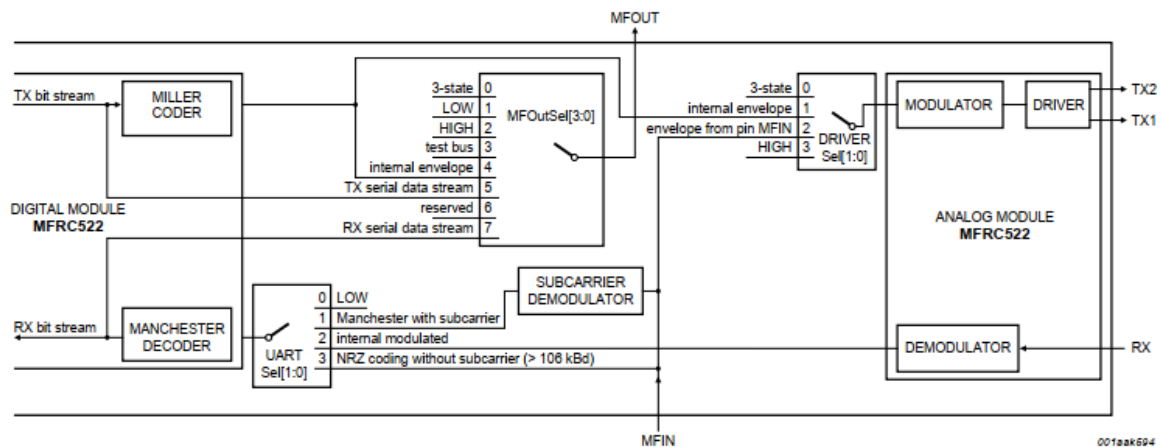 MFOUT
TX bit stream
MILLER
CODER
3-state 0
LOW 1
HIGH 2
test bus 3
internal envelope 4
TX serial data stream 5
reserved 6
RX serial data stream 7
MFOutSel[3:0]
3-state 0
internal envelope 1
envelope from pin MFIN 2
HIGH 3
DRIVER
Sel[1:0]
MODULATOR
DRIVER
TX2
TX1
DIGITAL MODULE
MFRC522
ANALOG MODULE
MFRC522
SUBCARRIER
DEMODULATOR
RX bit stream
MANCHESTER
DECODER
UART
Sel[1:0]
0 LOW
1 Manchester with subcarrier
2 internal modulated
3 NRZ coding without subcarrier (> 106 kBd)
DEMODULATOR
RX
MFIN
001aak694